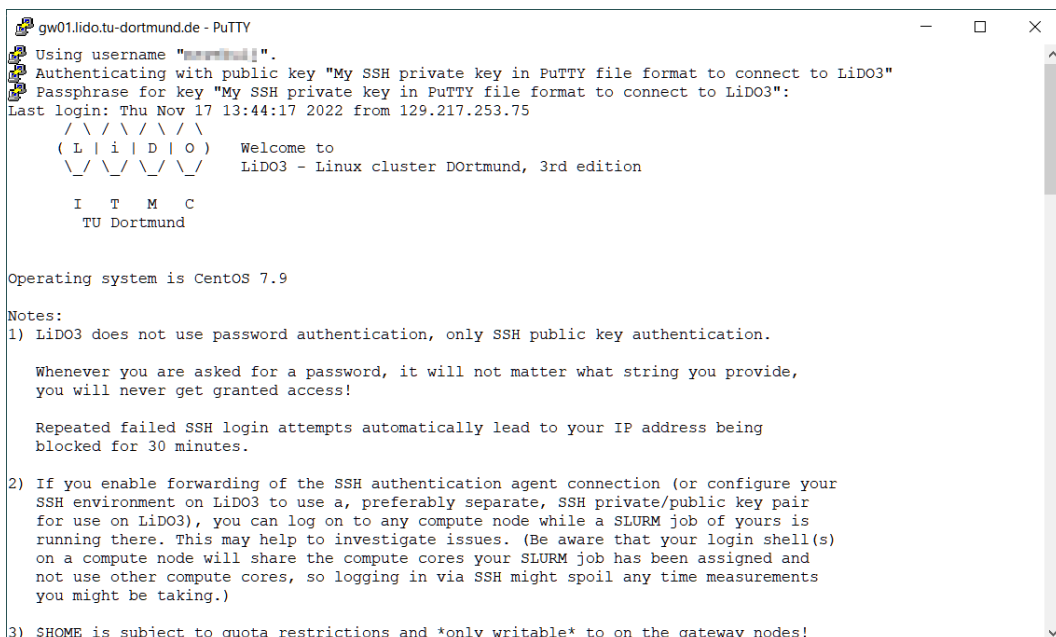 gw01.lido.tu-dortmund.de - PuTTY
Using username "
".
Authenticating with public key "My SSH private key in PuTTY file format to connect to LiDO3"
Passphrase for key "My SSH private key in PuTTY file format to connect to LiDO3":
Last login: Thu Nov 17 13:44:17 2022 from 129.217.253.75
/ \ / \ / \ / \
( L | i | D | O )   Welcome to
\_/ \_/ \_/ \_/   LiDO3 - Linux cluster DOrtmund, 3rd edition
I   T   M   C
TU Dortmund
Operating system is CentOS 7.9
Notes:
1) LiDO3 does not use password authentication, only SSH public key authentication.
Whenever you are asked for a password, it will not matter what string you provide,
you will never get granted access!
Repeated failed SSH login attempts automatically lead to your IP address being
blocked for 30 minutes.
2) If you enable forwarding of the SSH authentication agent connection (or configure your
SSH environment on LiDO3 to use a, preferably separate, SSH private/public key pair
for use on LiDO3), you can log on to any compute node while a SLURM job of yours is
running there. This may help to investigate issues. (Be aware that your login shell(s)
on a compute node will share the compute cores your SLURM job has been assigned and
not use other compute cores, so logging in via SSH might spoil any time measurements
you might be taking.)
3) $HOME is subject to quota restrictions and *only writable* to on the gateway nodes!